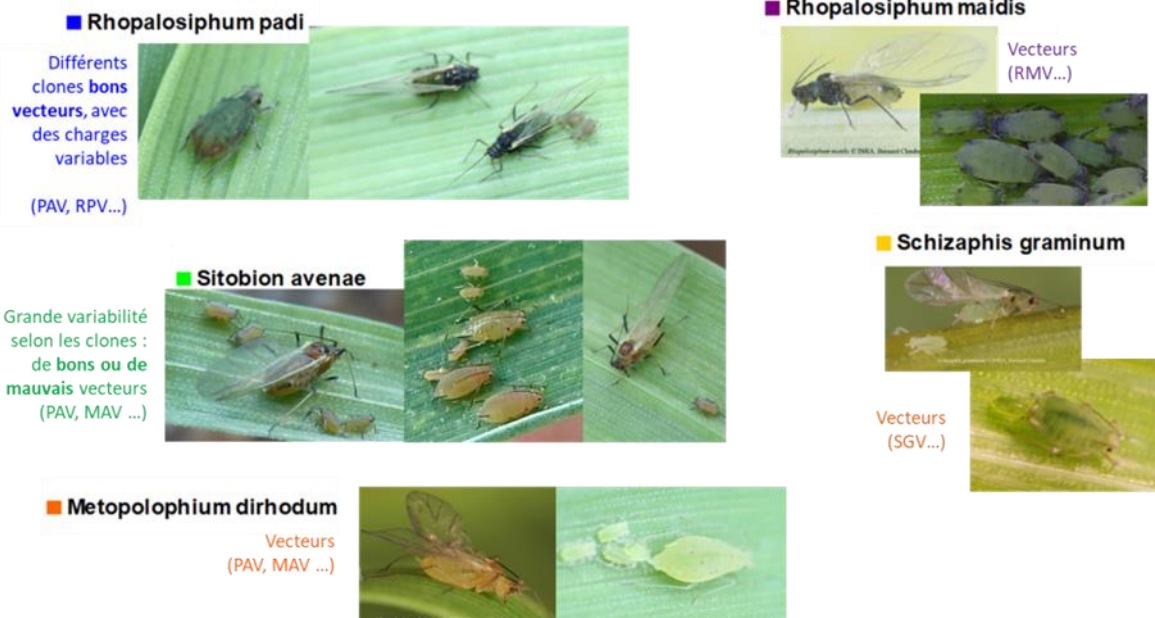 Rhopalosiphum padi
Différents
clones bons
vecteurs, avec
des charges
variables
(PAV, RPV...)
Rhopalosiphum maidis
Vecteurs
(RMV...)
Sitobion avenae
Grande variabilité
selon les clones :
de bons ou de
mauvais vecteurs
(PAV, MAV ...)
Schizaphis graminum
Vecteurs
(SGV...)
Metopolophium dirhodum
Vecteurs
(PAV, MAV ...)